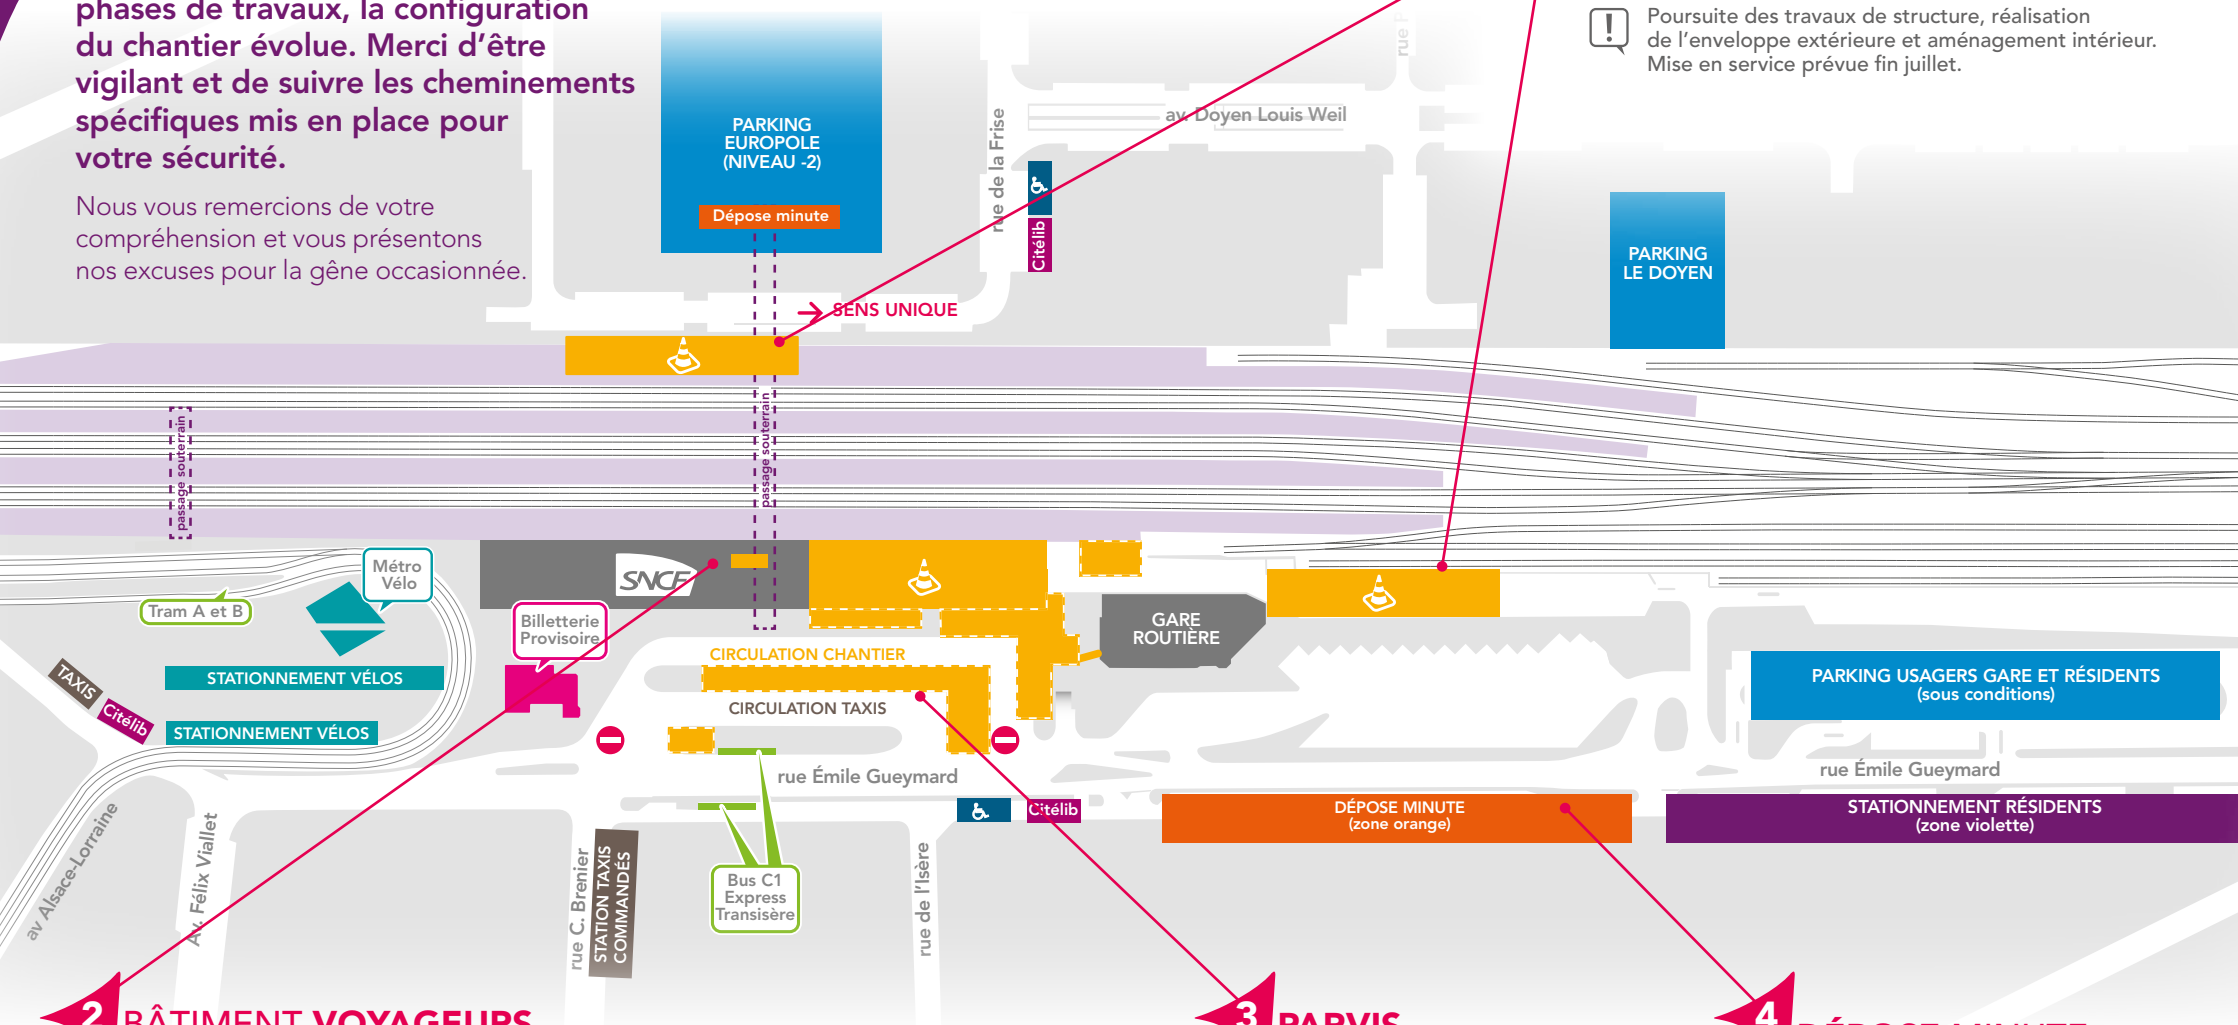 phases de travaux, la configuration
du chantier évolue. Merci d'être
vigilant et de suivre les cheminements
spécifiques mis en place pour
votre sécurité.
Nous vous remercions de votre
compréhension et vous présentons
nos excuses pour la gêne occasionnée.
Poursuite des travaux de structure, réalisation
de l'enveloppe extérieure et aménagement intérieur.
Mise en service prévue fin juillet.
PARKING
EUROPOLE
(NIVEAU -2)
Dépose minute
rue de la Frise
av. Doyen Louis Weil
Citélib
PARKING
LE DOYEN
SENS UNIQUE
passage souterrain
passage souterrain
Métro
Vélo
Tram A et B
SNCF
Billetterie
Provisoire
GARE
ROUTIÈRE
CIRCULATION CHANTIER
CIRCULATION TAXIS
STATIONNEMENT VÉLOS
STATIONNEMENT VÉLOS
TAXIS
Citélib
PARKING USAGERS GARE ET RÉSIDENTS
(sous conditions)
rue Émile Gueymard
rue Émile Gueymard
Citélib
DÉPOSE MINUTE
(zone orange)
STATIONNEMENT RÉSIDENTS
(zone violette)
av Alsace-Lorraine
Av. Félix Viallet
rue C. Brenier
STATION TAXIS
COMMANDÉS
Bus C1
Express
Transisère
rue de l'Isère
2 BÂTIMENT VOYAGEURS
3 PARVIS
4 DÉPOSE MINUTE